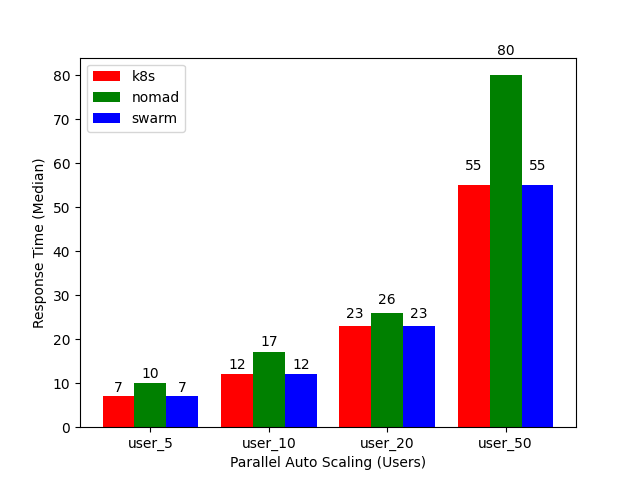 80
80
k8s
nomad
swarm
70
60
55
55
50
40
30
26
23
23
20
17
12
12
10
10
7
7
0
Response Time (Median)
user_5
user_10
user_20
user_50
Parallel Auto Scaling (Users)